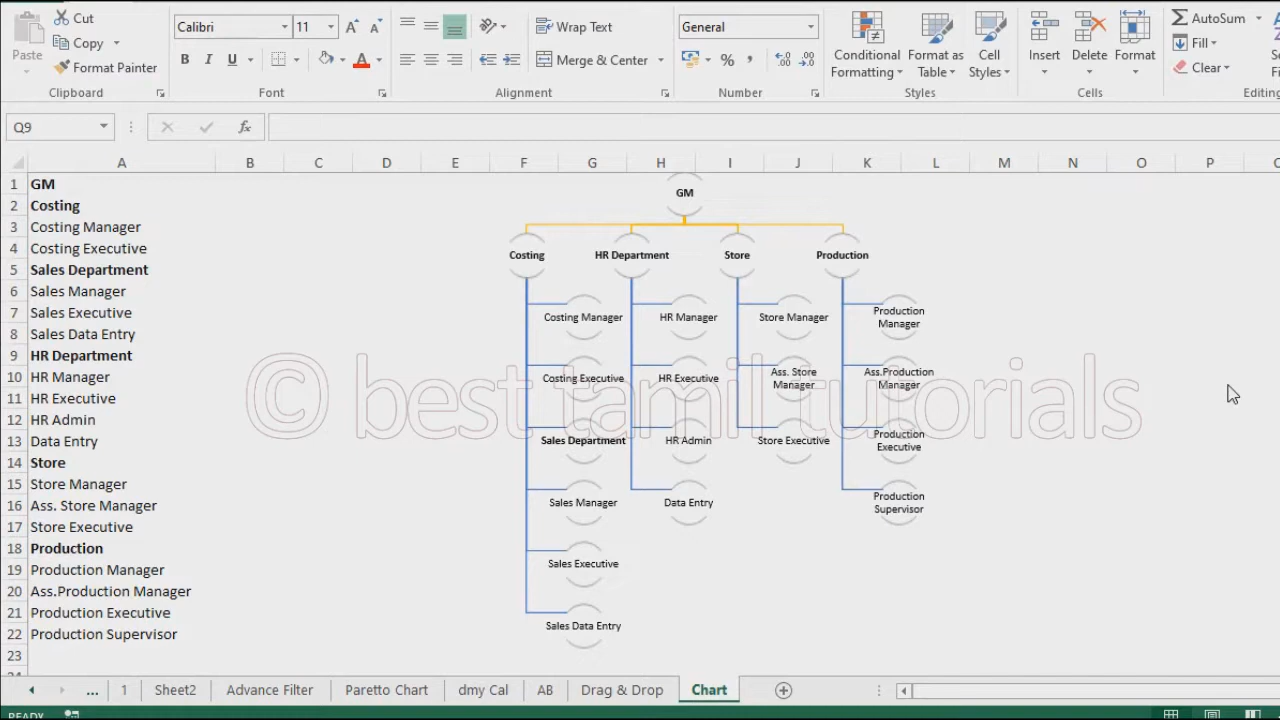 Cut
Calibri
11
Wrap Text
General
AutoSum
Paste
Copy
Format Painter
B I U
A
Merge & Center
% ,
Conditional Formatting
Format as Table
Cell Styles
Insert
Delete
Format
Fill
Clear
Clipboard
Font
Alignment
Number
Styles
Cells
Editing
Q9
fx
A B C D E F G H I J K L M N O P
1 GM
2 Costing
3 Costing Manager
4 Costing Executive
5 Sales Department
6 Sales Manager
7 Sales Executive
8 Sales Data Entry
9 HR Department
10 HR Manager
11 HR Executive
12 HR Admin
13 Data Entry
14 Store
15 Store Manager
16 Ass. Store Manager
17 Store Executive
18 Production
19 Production Manager
20 Ass.Production Manager
21 Production Executive
22 Production Supervisor
23
GM
Costing
HR Department
Store
Production
Costing Manager
HR Manager
Store Manager
Production
Manager
Costing Executive
HR Executive
Ass. Store
Manager
Ass.Production
Manager
Sales Department
HR Admin
Store Executive
Production
Executive
Sales Manager
Data Entry
Production
Supervisor
Sales Executive
Sales Data Entry
© best tamil tutorials
... 1 Sheet2 Advance Filter Paretto Chart dmy Cal AB Drag & Drop Chart
READY